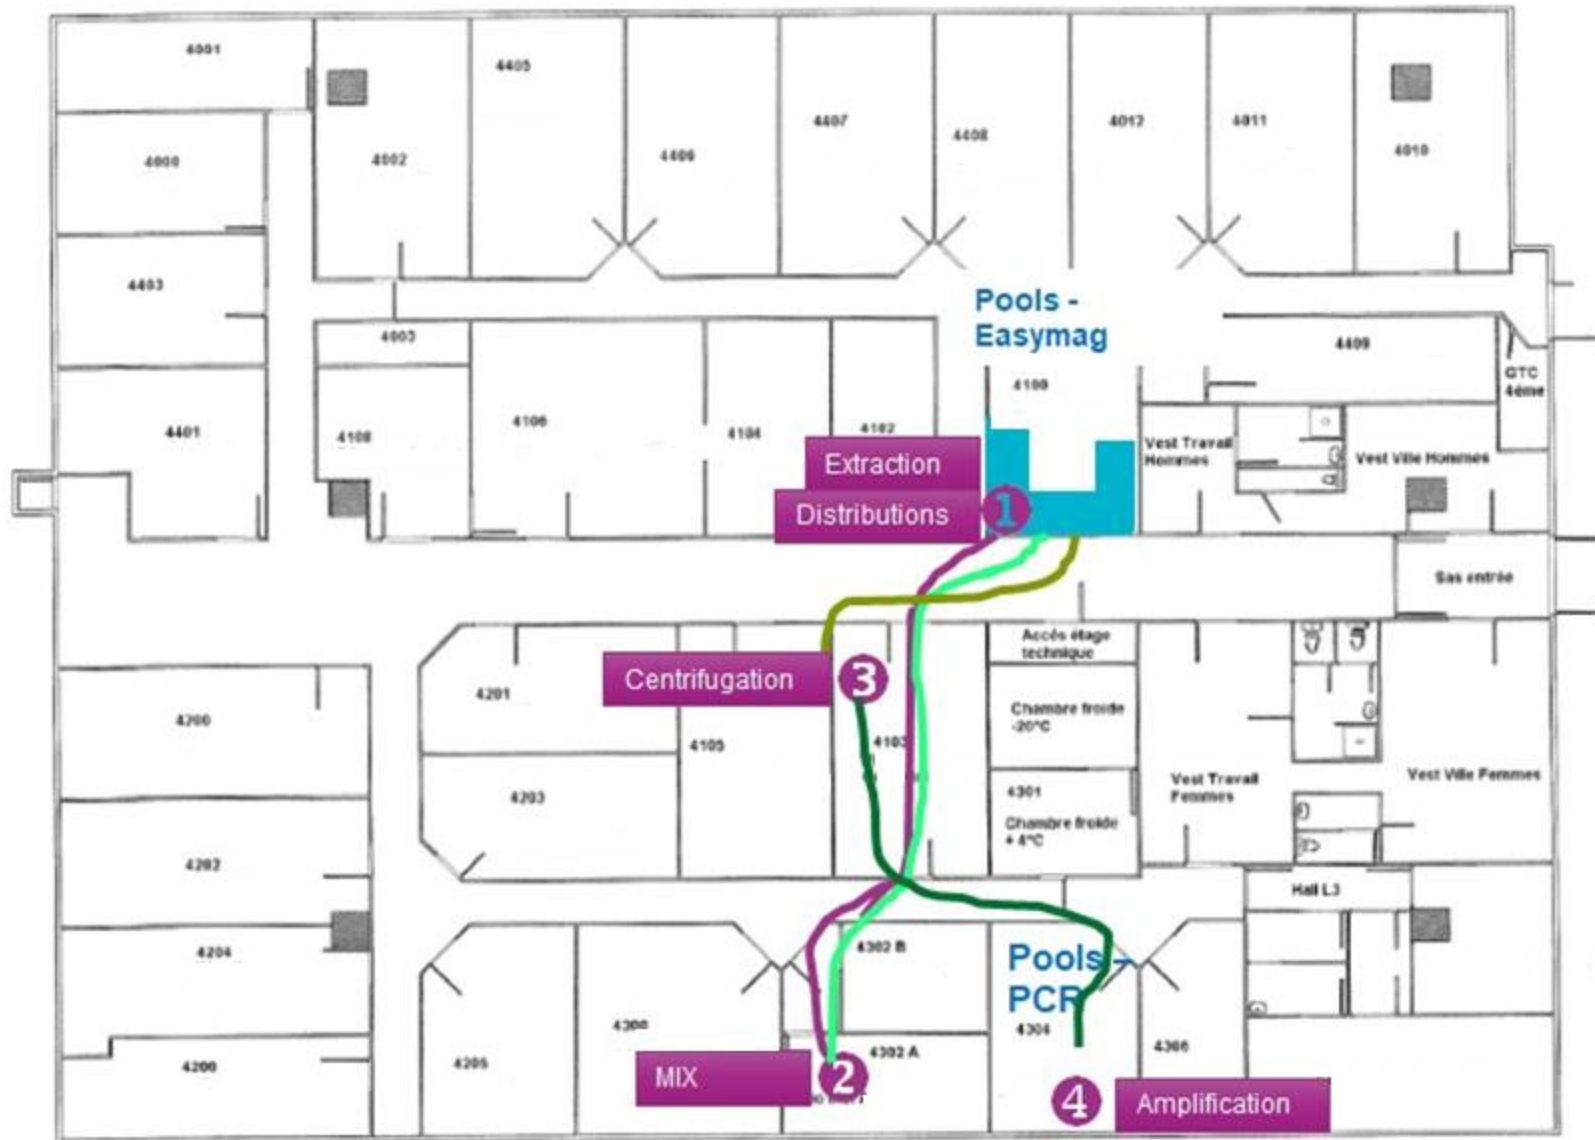 4001
4405
4407
4408
4012
4011
4002
4406
4010
4000
4403
Pools -
Easymag
4003
4409
4100
GTC
4ème
4401
4108
4106
4104
4102
Vest Travail
Hommes
Vest Ville Hommes
Extraction
Distributions
1
Sas entrée
Accés étage
technique
Centrifugation
3
4201
4200
4105
4103
Chambre froide
-20°C
Vest Travail
Femmes
Vest Ville Femmes
4203
4301
Chambre froide
+ 4°C
4202
Hall L3
4204
4302 B
Pools -
PCR
4205
4304
4306
4302 A
MIX
2
4
Amplification